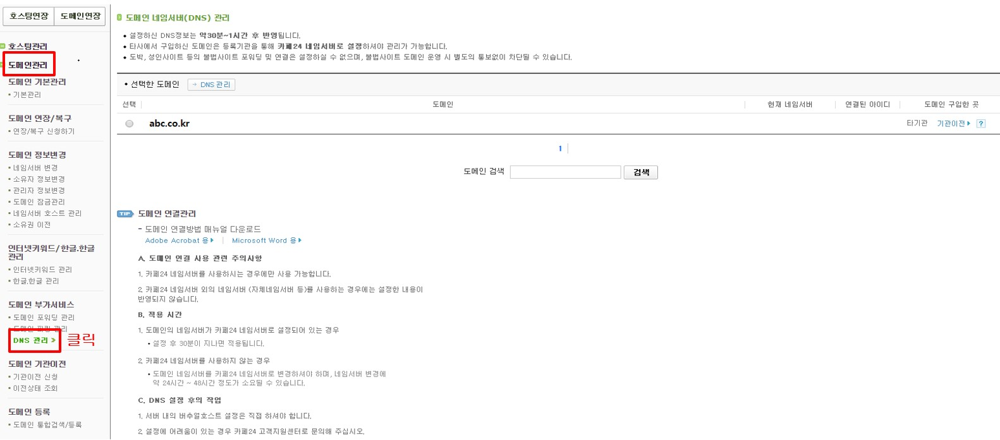 호스팅연장 도메인연장
호스팅관리
도메인관리
도메인 기본관리
기본관리
도메인 연장/복구
연장/복구 신청하기
도메인 정보변경
네임서버 변경
소유자 정보변경
관리자 정보변경
도메인 잠금관리
네임서버 호스트 관리
소유권 이전
인터넷키워드/한글.한글
관리
인터넷키워드 관리
한글.한글 관리
도메인 부가서비스
도메인 포워딩 관리
도메인 파킹 관리
DNS 관리 » 클릭
도메인 기관이전
기관이전 신청
이전상태 조회
도메인 등록
도메인 통합검색/등록
도메인 네임서버(DNS) 관리
• 설정하신 DNS정보는 약30분~1시간 후 반영됩니다.
• 타사에서 구입하신 도메인은 등록기관을 통해 카페24 네임서버로 설정하셔야 관리가 가능합니다.
• 도박, 성인사이트 등의 불법사이트 포워딩 및 연결은 설정하실 수 없으며, 불법사이트 도메인 운영 시 별도의 통보없이 차단될 수 있습니다.
• 선택한 도메인 → DNS 관리
선택 도메인 현재 네임서버 연결된 아이디 도메인 구입한 곳
abc.co.kr 타기관 기관이전 ?
1
도메인 검색 검색
TIP 도메인 연결관리
- 도메인 연결방법 매뉴얼 다운로드
Adobe Acrobat 용 | Microsoft Word 용
A. 도메인 연결 사용 관련 주의사항
1. 카페24 네임서버를 사용하시는 경우에만 사용 가능합니다.
2. 카페24 네임서버 외의 네임서버 (자체네임서버 등)를 사용하는 경우에는 설정한 내용이
반영되지 않습니다.
B. 적용 시간
1. 도메인의 네임서버가 카페24 네임서버로 설정되어 있는 경우
• 설정 후 30분이 지나면 적용됩니다.
2. 카페24 네임서버를 사용하지 않는 경우
• 도메인 네임서버를 카페24 네임서버로 변경하셔야 하며, 네임서버 변경에
약 24시간 ~ 48시간 정도가 소요될 수 있습니다.
C. DNS 설정 후의 작업
1. 서버 내의 버추얼호스트 설정은 직접 하셔야 합니다.
2. 설정에 어려움이 있는 경우 카페24 고객지원센터로 문의해 주십시오.